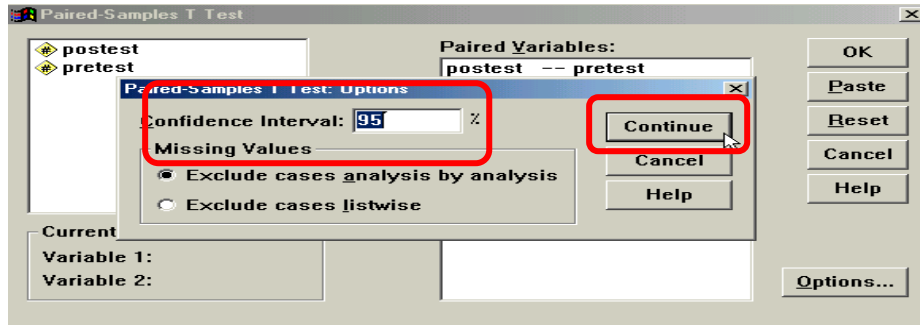 Paired-Samples T Test
postest
pretest
Paired Variables:
postest -- pretest
OK
Paste
Reset
Cancel
Help
Paired-Samples T Test: Options
Confidence Interval: 95 %
Missing Values
Exclude cases analysis by analysis
Exclude cases listwise
Continue
Cancel
Help
Current
Variable 1:
Variable 2:
Options...